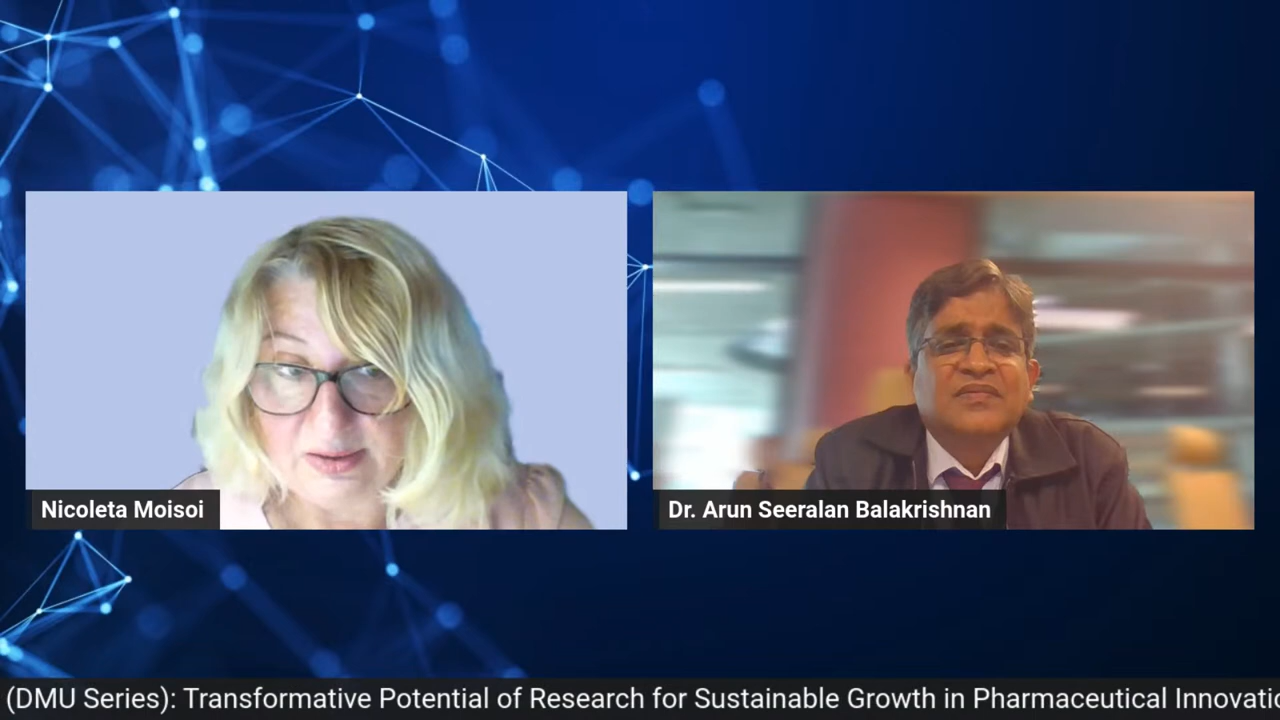 Nicoleta Moisoi
Dr. Arun Seeralan Balakrishnan
(DMU Series): Transformative Potential of Research for Sustainable Growth in Pharmaceutical Innovatio